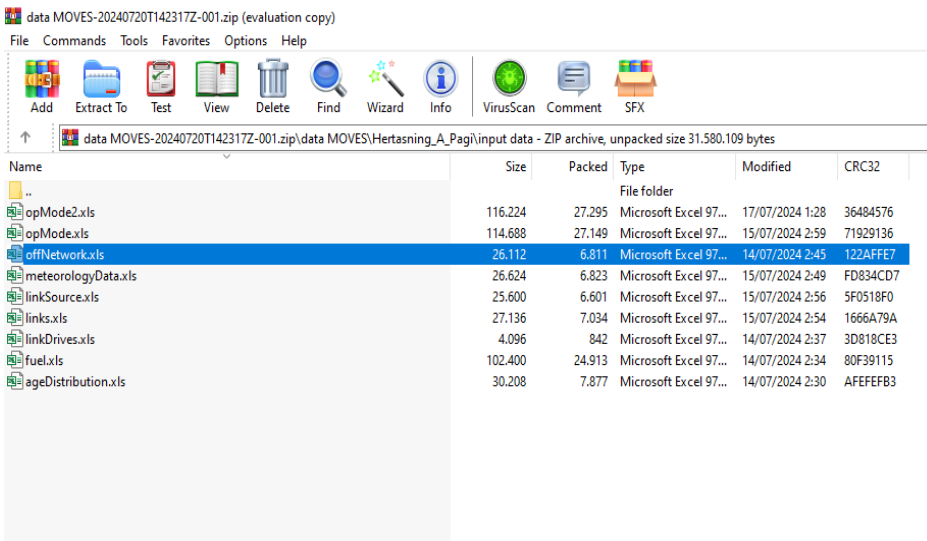 data MOVES-20240720T142317Z-001.zip (evaluation copy)
File Commands Tools Favorites Options Help
Add Extract To Test View Delete Find Wizard Info VirusScan Comment SFX
data MOVES-20240720T142317Z-001.zip\data MOVES\Hertasning_A_Pagi\input data - ZIP archive, unpacked size 31.580.109 bytes
Name Size Packed Type Modified CRC32
.. File folder
opMode2.xls 116.224 27.295 Microsoft Excel 97... 17/07/2024 1:28 36484576
opMode.xls 114.688 27.149 Microsoft Excel 97... 15/07/2024 2:59 71929136
offNetwork.xls 26.112 6.811 Microsoft Excel 97... 14/07/2024 2:45 122AFFE7
meteorologyData.xls 26.624 6.823 Microsoft Excel 97... 15/07/2024 2:49 FD834CD7
linkSource.xls 25.600 6.601 Microsoft Excel 97... 15/07/2024 2:56 5F0518F0
links.xls 27.136 7.034 Microsoft Excel 97... 15/07/2024 2:54 1666A79A
linkDrives.xls 4.096 842 Microsoft Excel 97... 14/07/2024 2:37 3D818CE3
fuel.xls 102.400 24.913 Microsoft Excel 97... 14/07/2024 2:34 80F39115
ageDistribution.xls 30.208 7.877 Microsoft Excel 97... 14/07/2024 2:30 AFEFEFB3